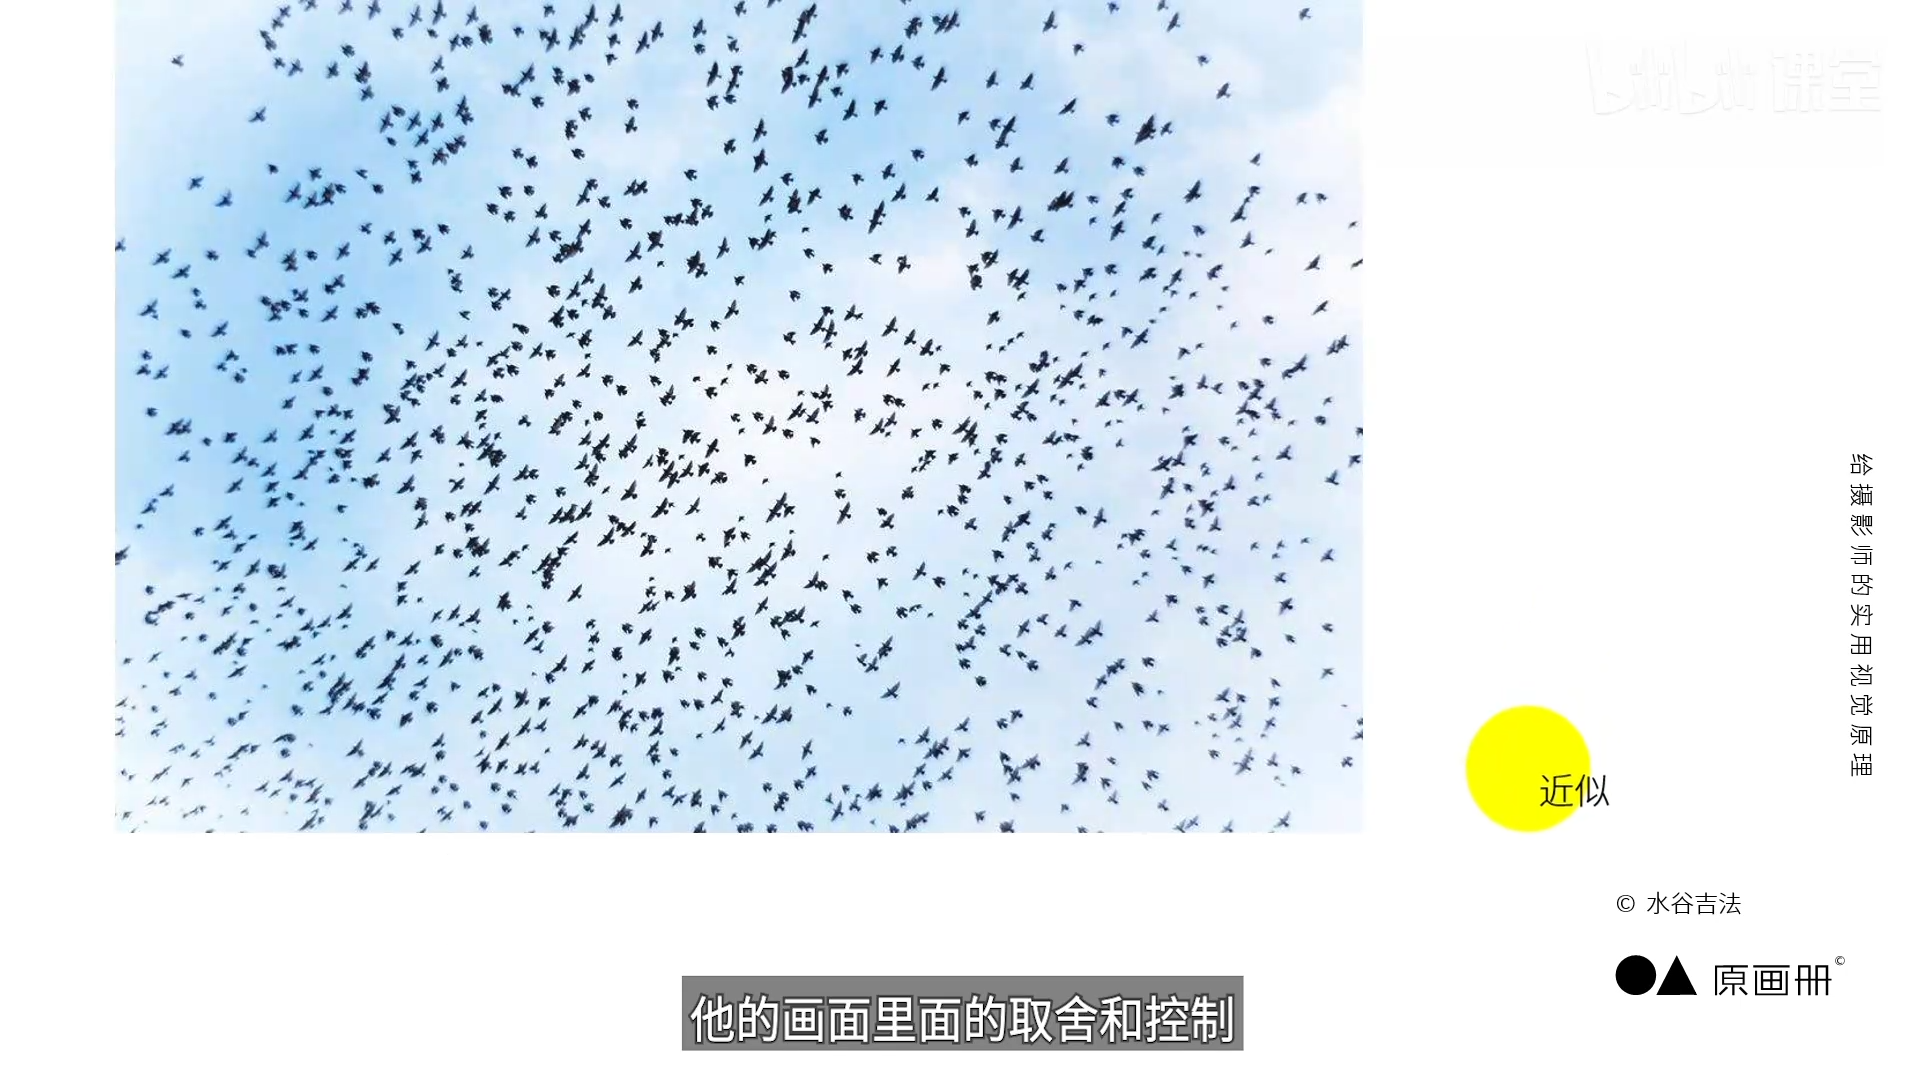 bilibili 课堂
给摄影师的实用视觉原理
近似
© 水谷吉法
原画册©
他的画面里面的取舍和控制